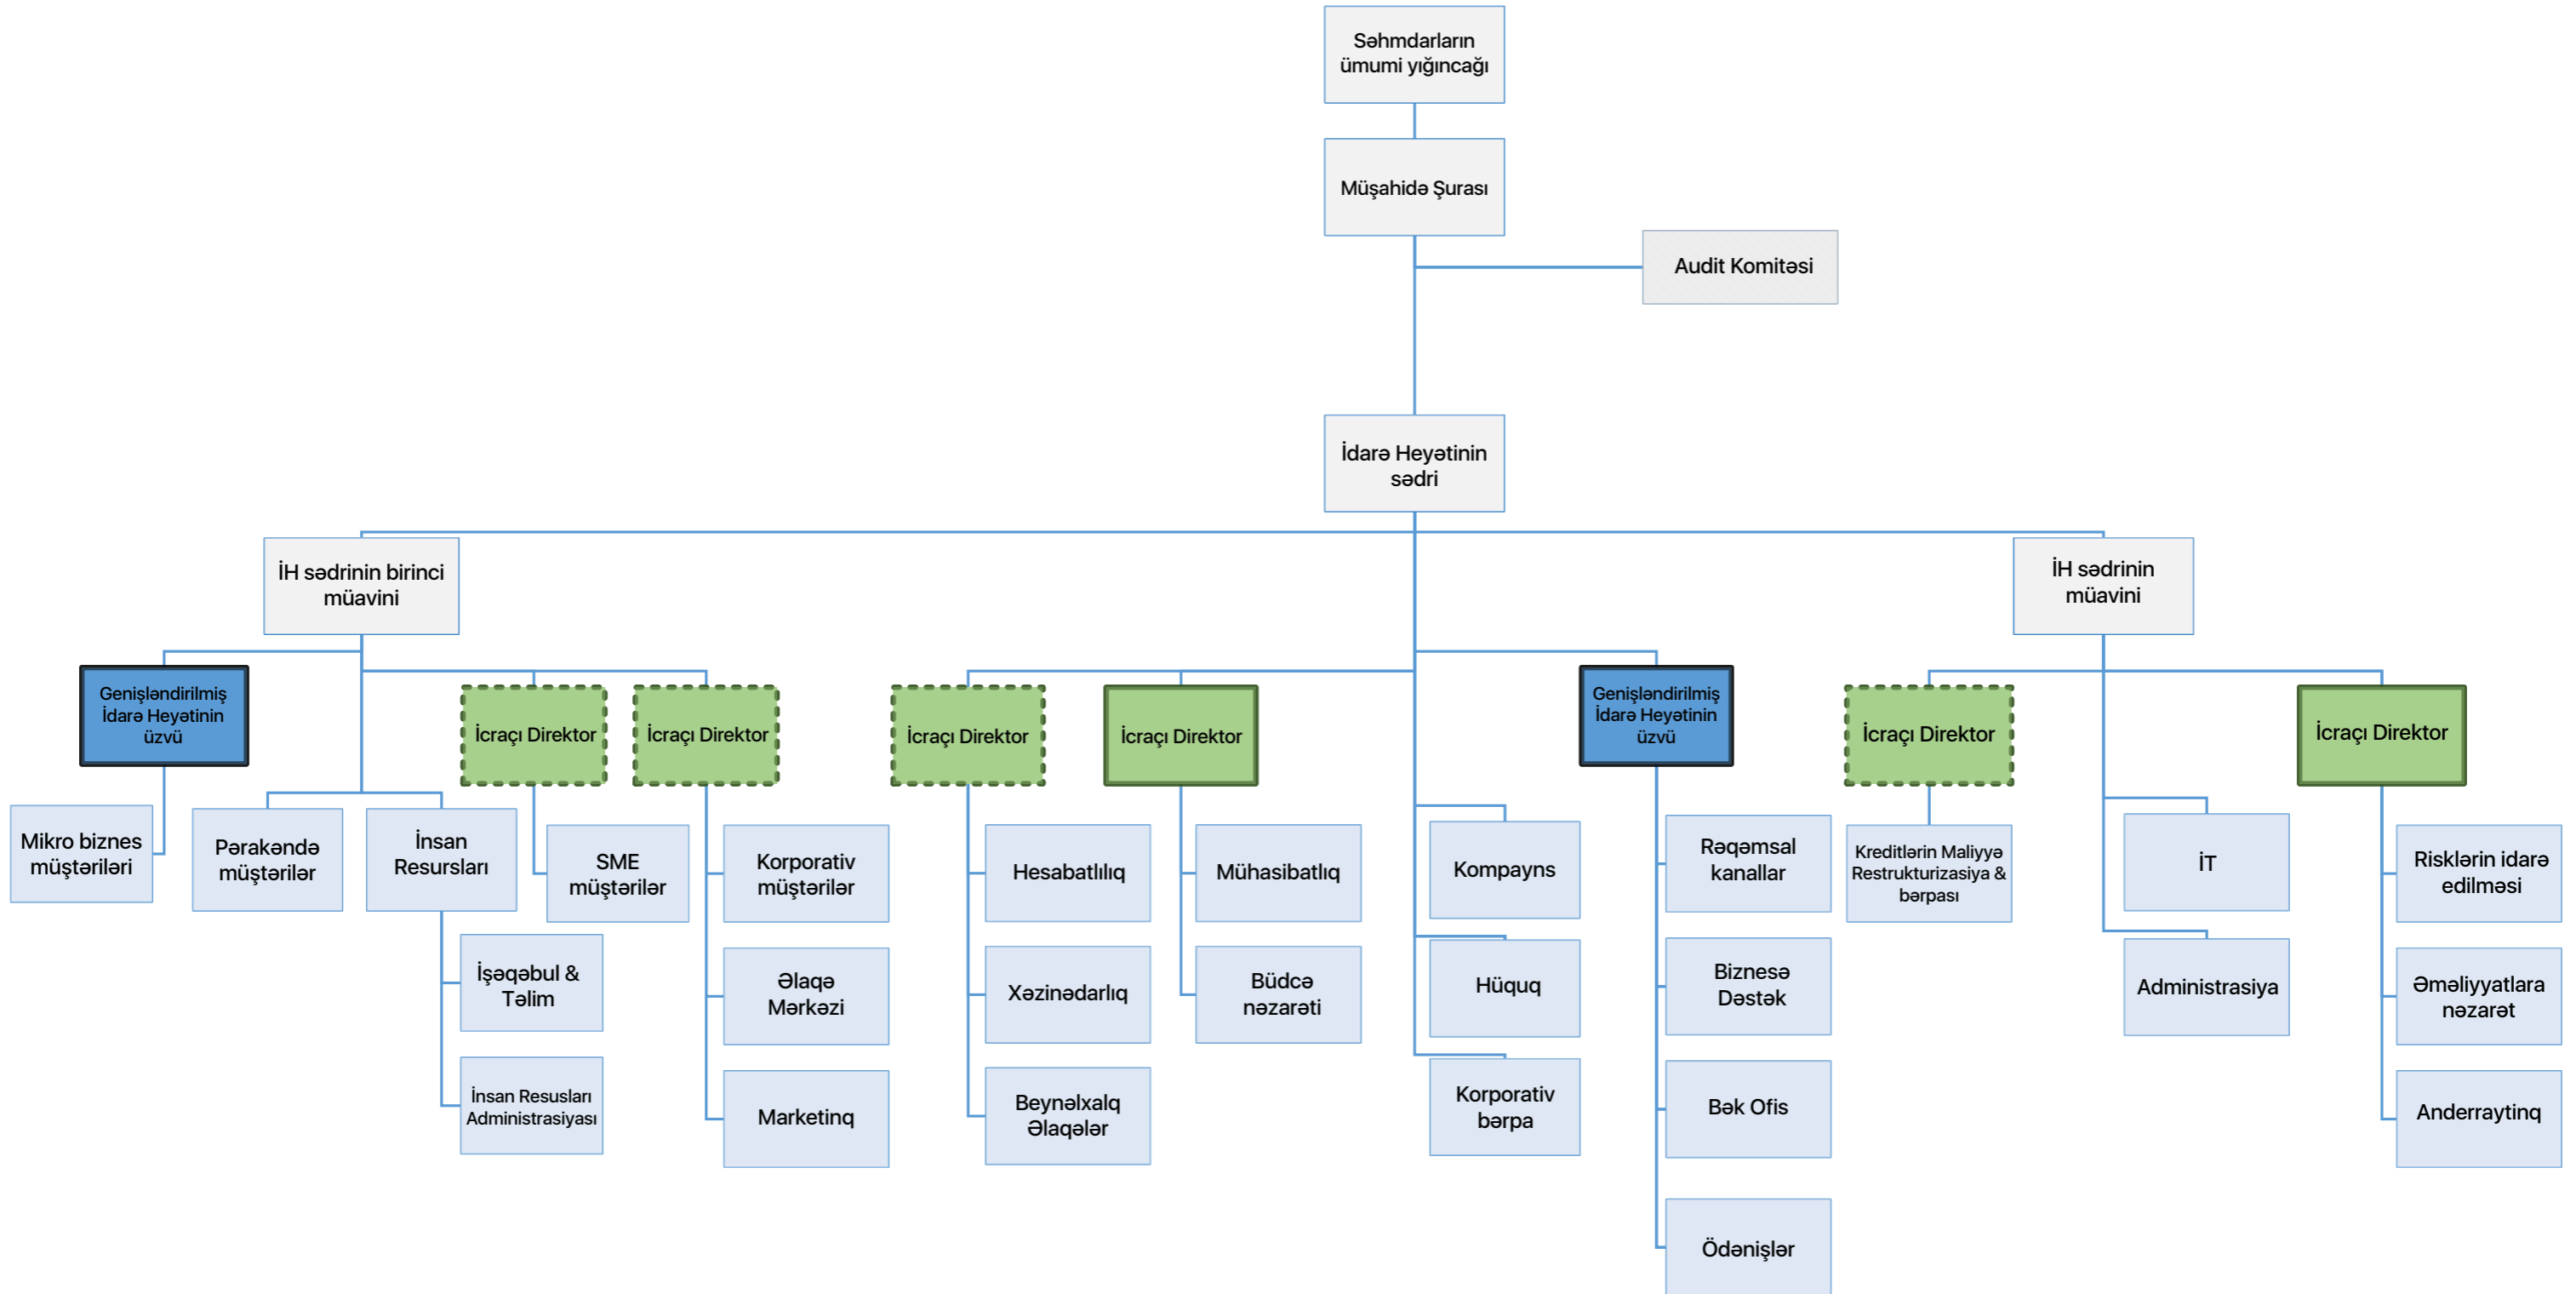 Səhmdarların
ümumi yığıncağı
Müşahidə Şurası
Audit Komitəsi
İdarə Heyətinin
sədri
İH sədrinin birinci
müavini
İH sədrinin
müavini
Genişləndirilmiş
İdarə Heyətinin
üzvü
İcraçı Direktor
İcraçı Direktor
İcraçı Direktor
İcraçı Direktor
Genişləndirilmiş
İdarə Heyətinin
üzvü
İcraçı Direktor
İcraçı Direktor
Mikro biznes
müştəriləri
Pərakəndə
müştərilər
İnsan
Resursları
İşəqəbul &
Təlim
İnsan Resusları
Administrasiyası
SME
müştərilər
Korporativ
müştərilər
Əlaqə
Mərkəzi
Marketinq
Hesabatlılıq
Xəzinədarlıq
Beynəlxalq
Əlaqələr
Mühasibatlıq
Büdcə
nəzarəti
Kompayns
Hüquq
Korporativ
bərpa
Rəqəmsal
kanallar
Biznesə
Dəstək
Bək Ofis
Ödənişlər
Kreditlərin Maliyyə
Restrukturizasiya &
bərpası
İT
Administrasiya
Risklərin idarə
edilməsi
Əməliyyatlara
nəzarət
Anderraytinq